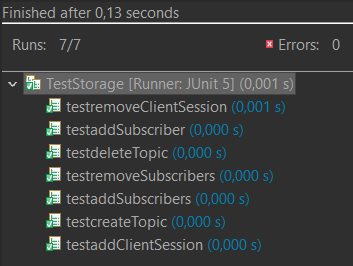 Finished after 0,13 seconds
Runs: 7/7 Errors: 0
TestStorage [Runner: JUnit 5] (0,001 s)
testremoveClientSession (0,001 s)
testaddSubscriber (0,000 s)
testdeleteTopic (0,000 s)
testremoveSubscribers (0,000 s)
testaddSubscribers (0,000 s)
testcreateTopic (0,000 s)
testaddClientSession (0,000 s)